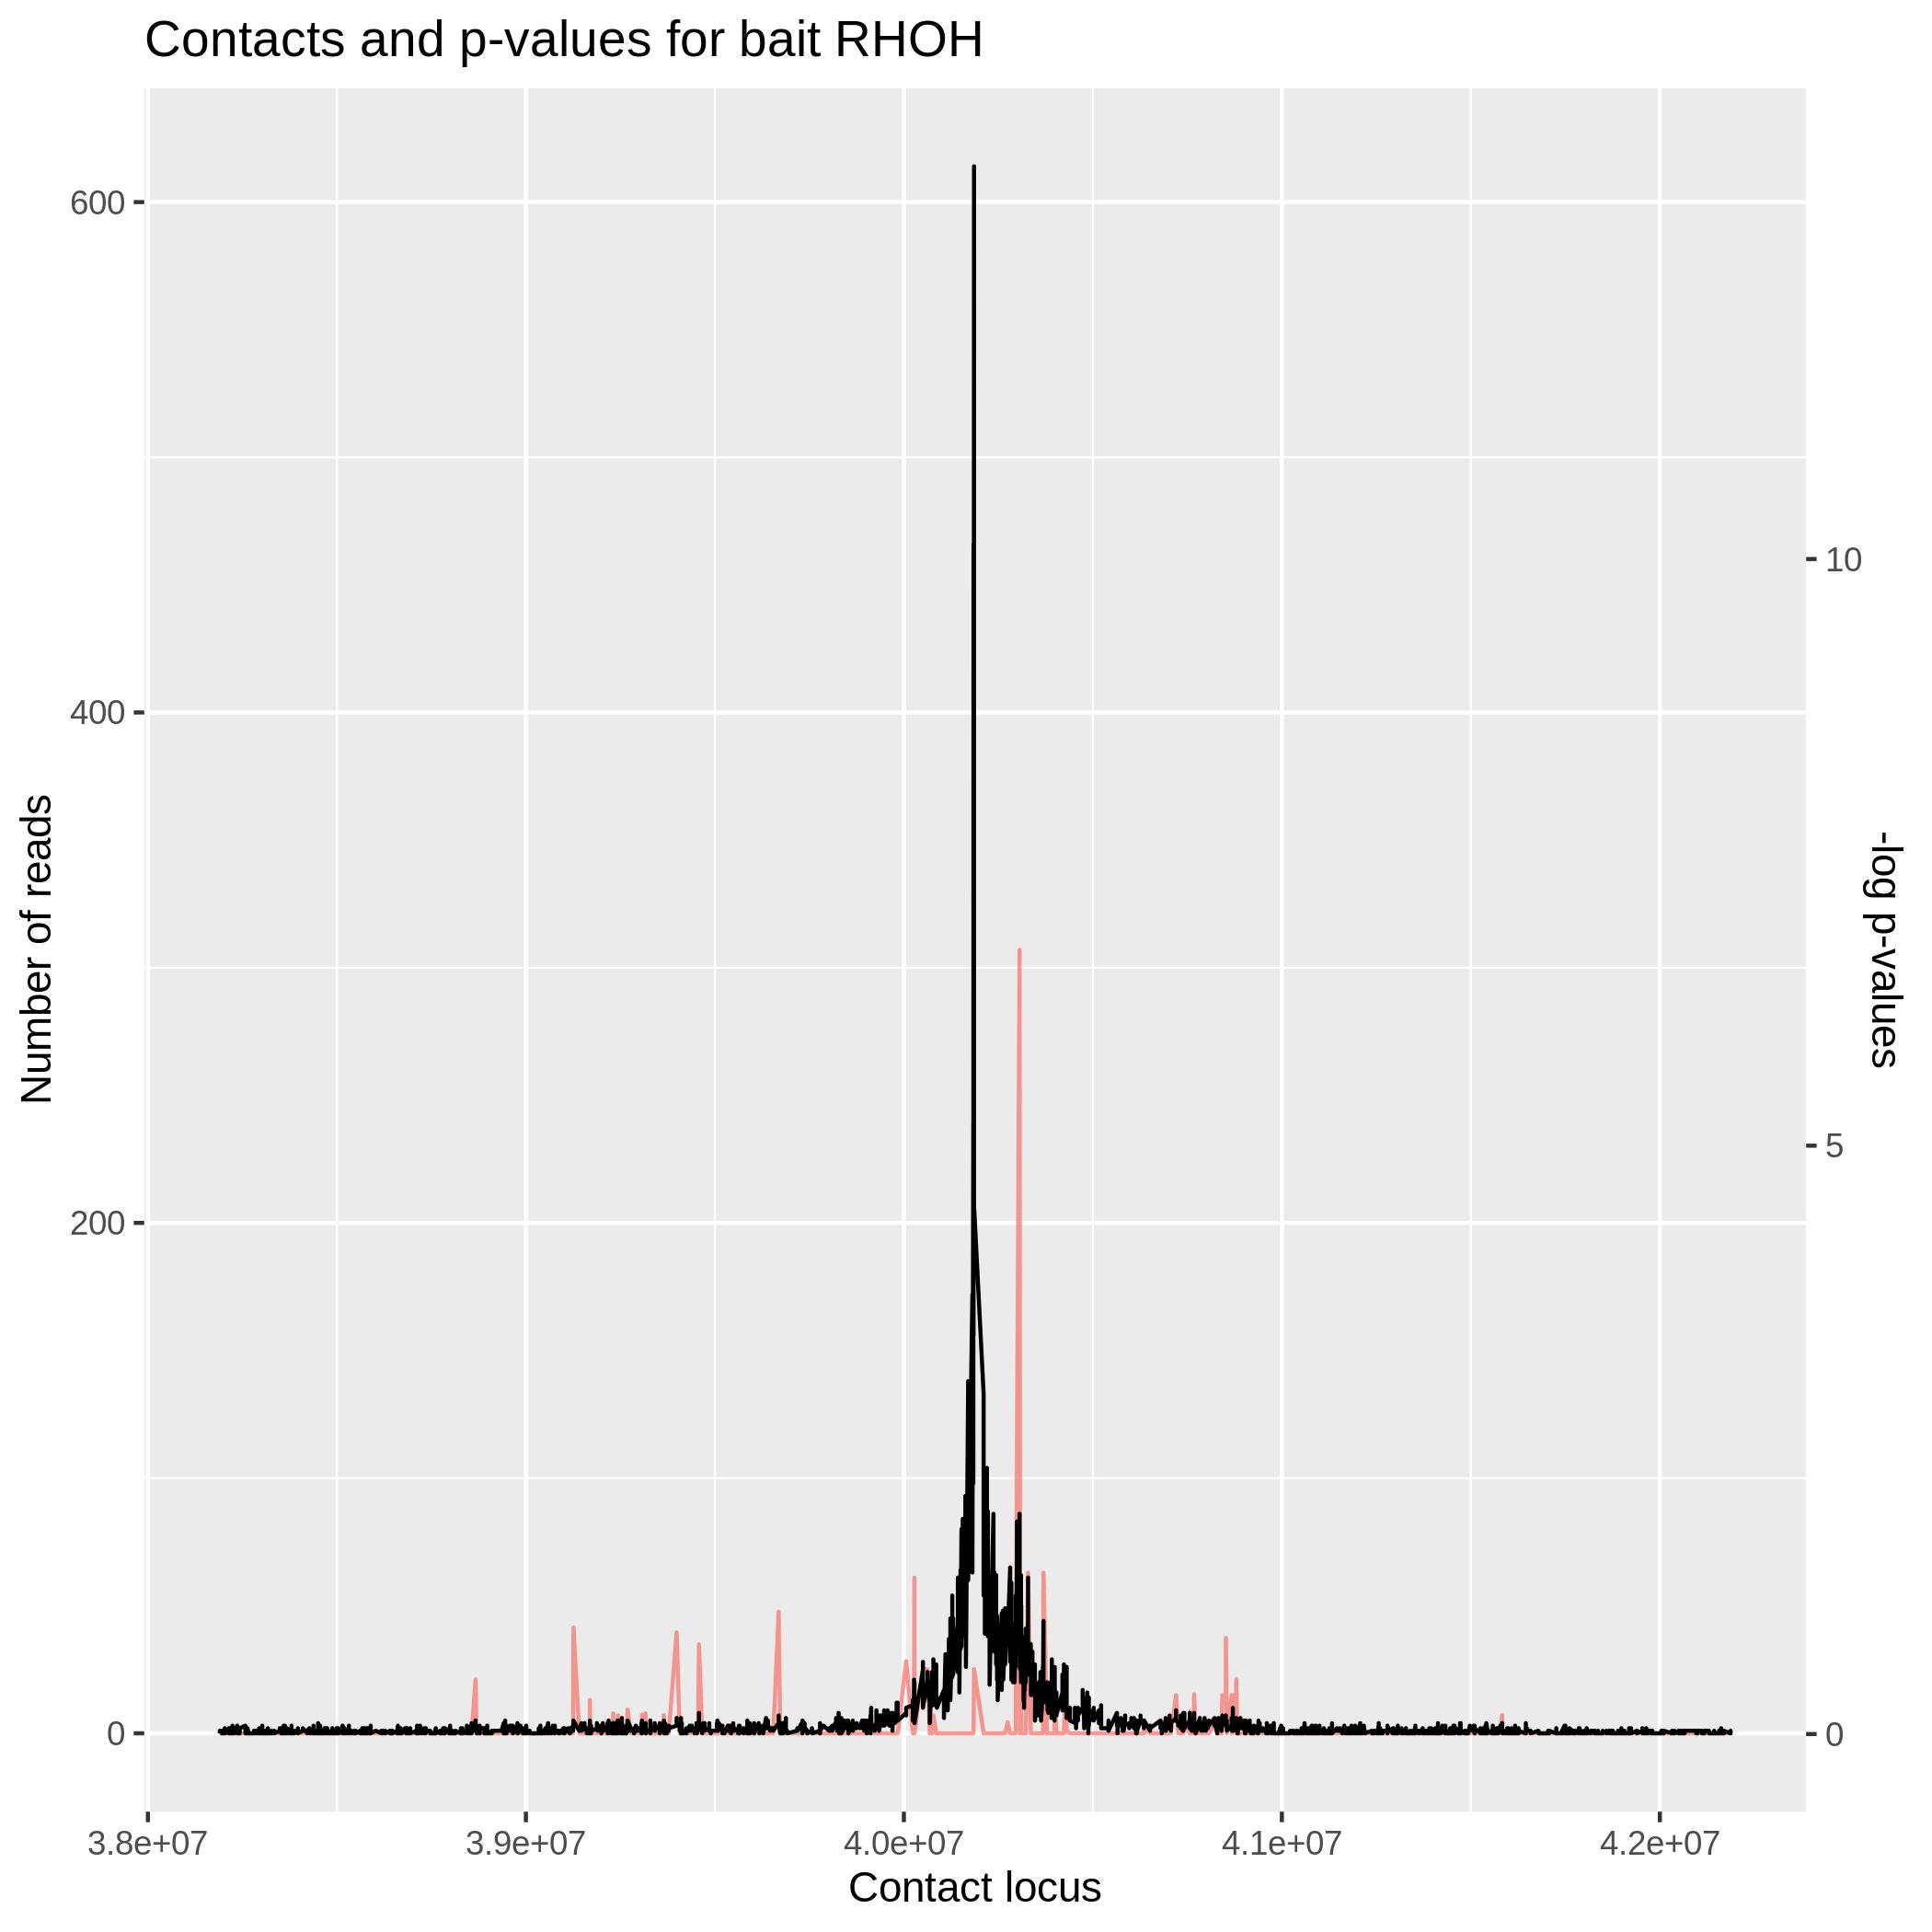 Contacts and p-values for bait RHOH
600
400
200
0
Number of reads
10
5
0
-log p-values
3.8e+07
3.9e+07
4.0e+07
4.1e+07
4.2e+07
Contact locus